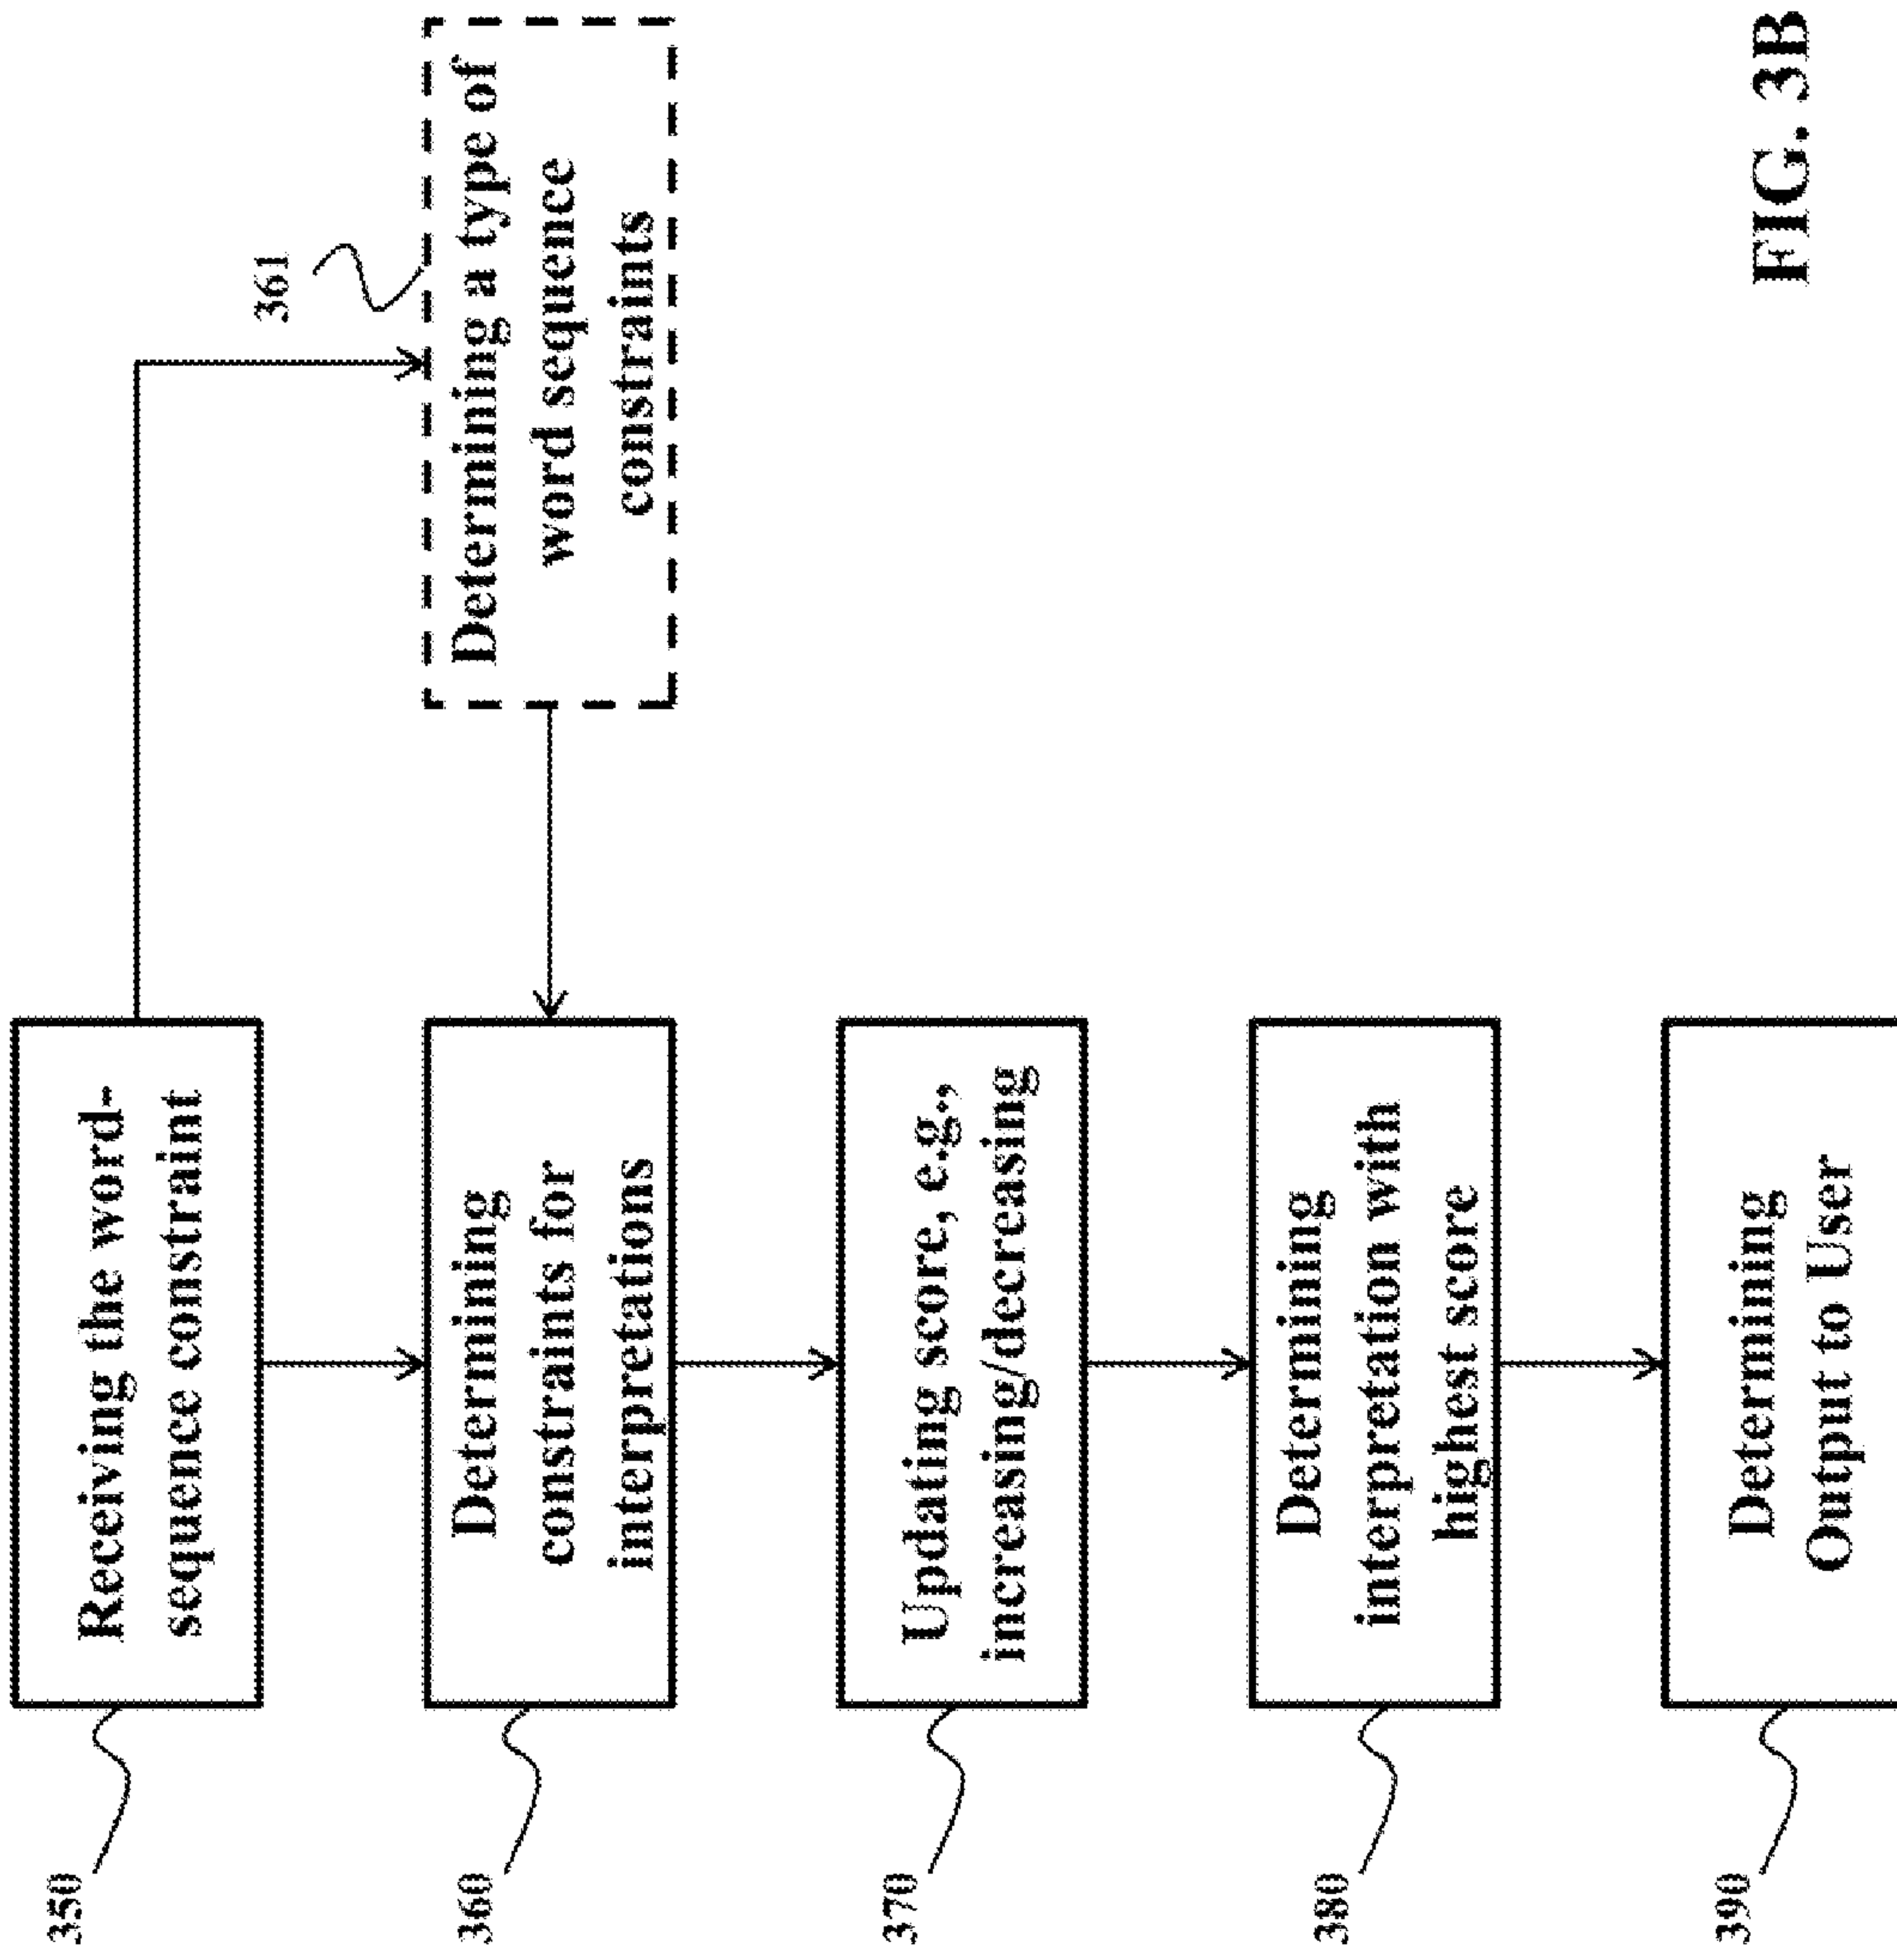 350
Receiving the word-
sequence constraint
361
Determining a type of
word sequence
constraints
360
Determining
constraints for
interpretations
370
Updating score, e.g.,
increasing/decreasing
380
Determining
interpretation with
highest score
390
Determining
Output to User
FIG. 3B